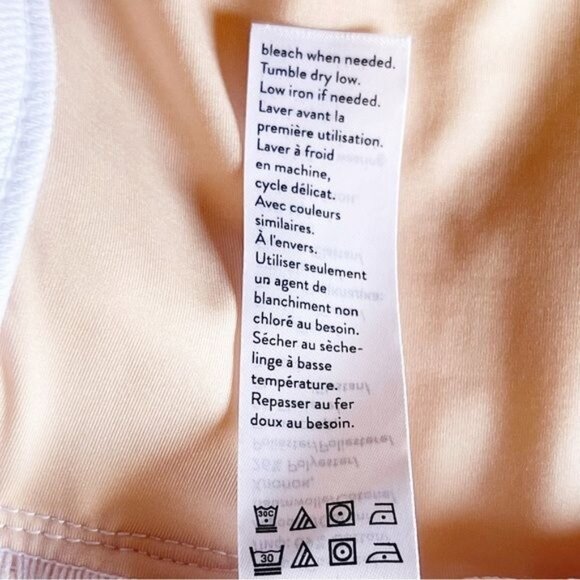 bleach when needed.
Tumble dry low.
Low iron if needed.
Laver avant la
première utilisation.
Laver à froid
en machine,
cycle délicat.
Avec couleurs
similaires.
À l'envers.
Utiliser seulement
un agent de
blanchiment non
chloré au besoin.
Sécher au sèche-
linge à basse
température.
Repasser au fer
doux au besoin.
30C
30